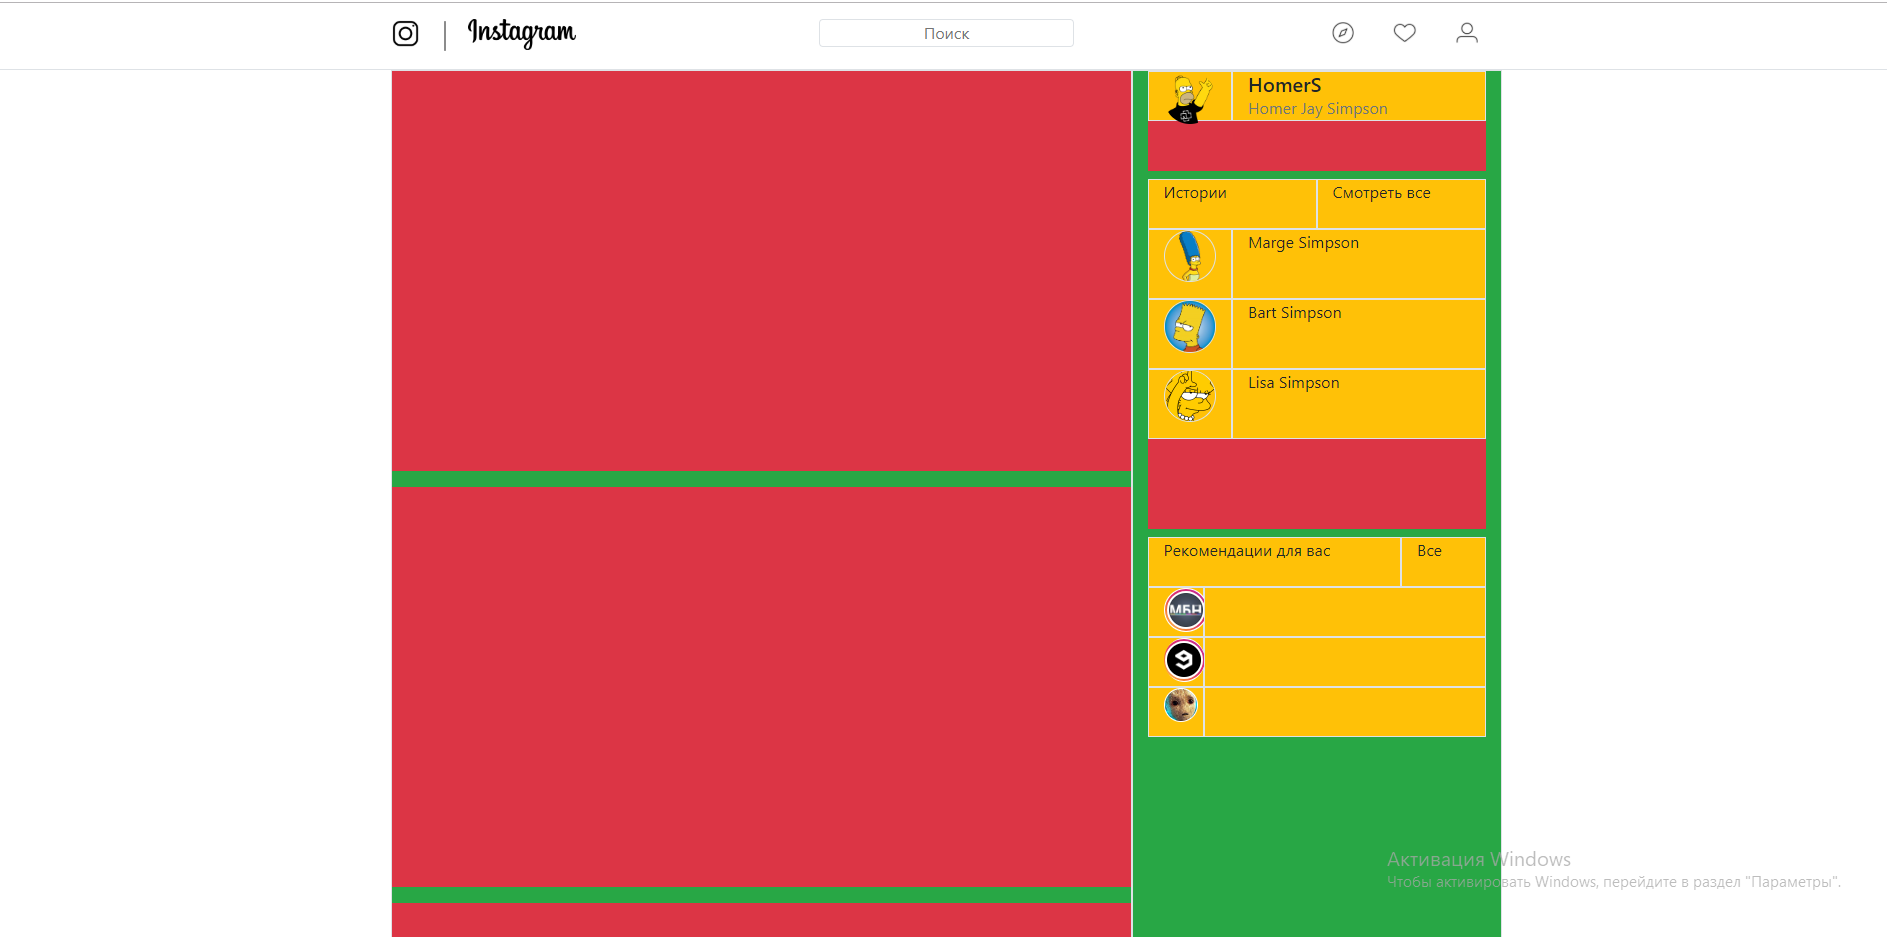 Instagram
Поиск
HomerS
Homer Jay Simpson
Истории
Смотреть все
Marge Simpson
Bart Simpson
Lisa Simpson
Рекомендации для вас
Все
МБН
9
Активация Windows
Чтобы активировать Windows, перейдите в раздел "Параметры".